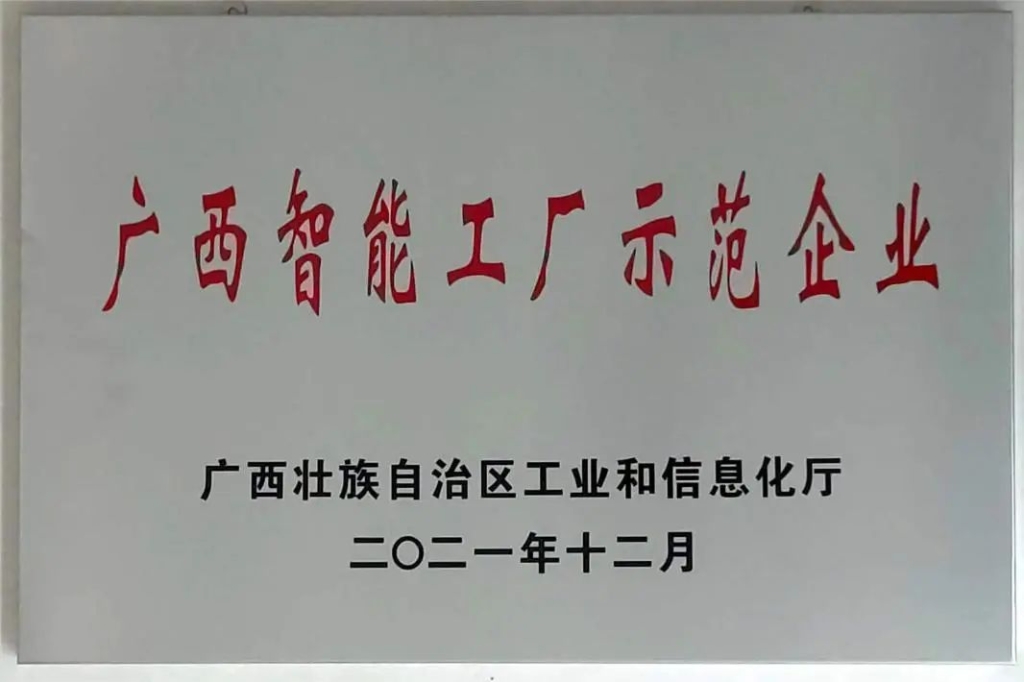 广西智能工厂示范企业
广西壮族自治区工业和信息化厅
二〇二一年十二月